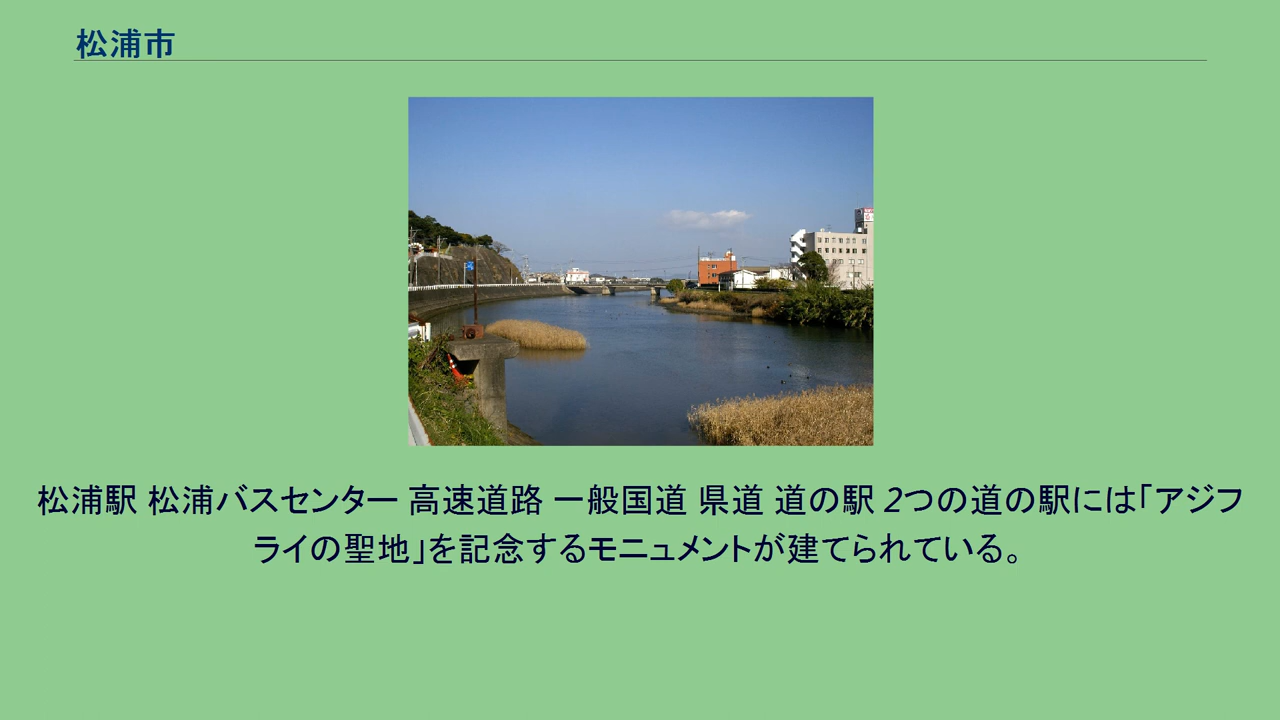 松浦市
松浦駅 松浦バスセンター 高速道路 一般国道 県道 道の駅 2つの道の駅には「アジフ
ライの聖地」を記念するモニュメントが建てられている。